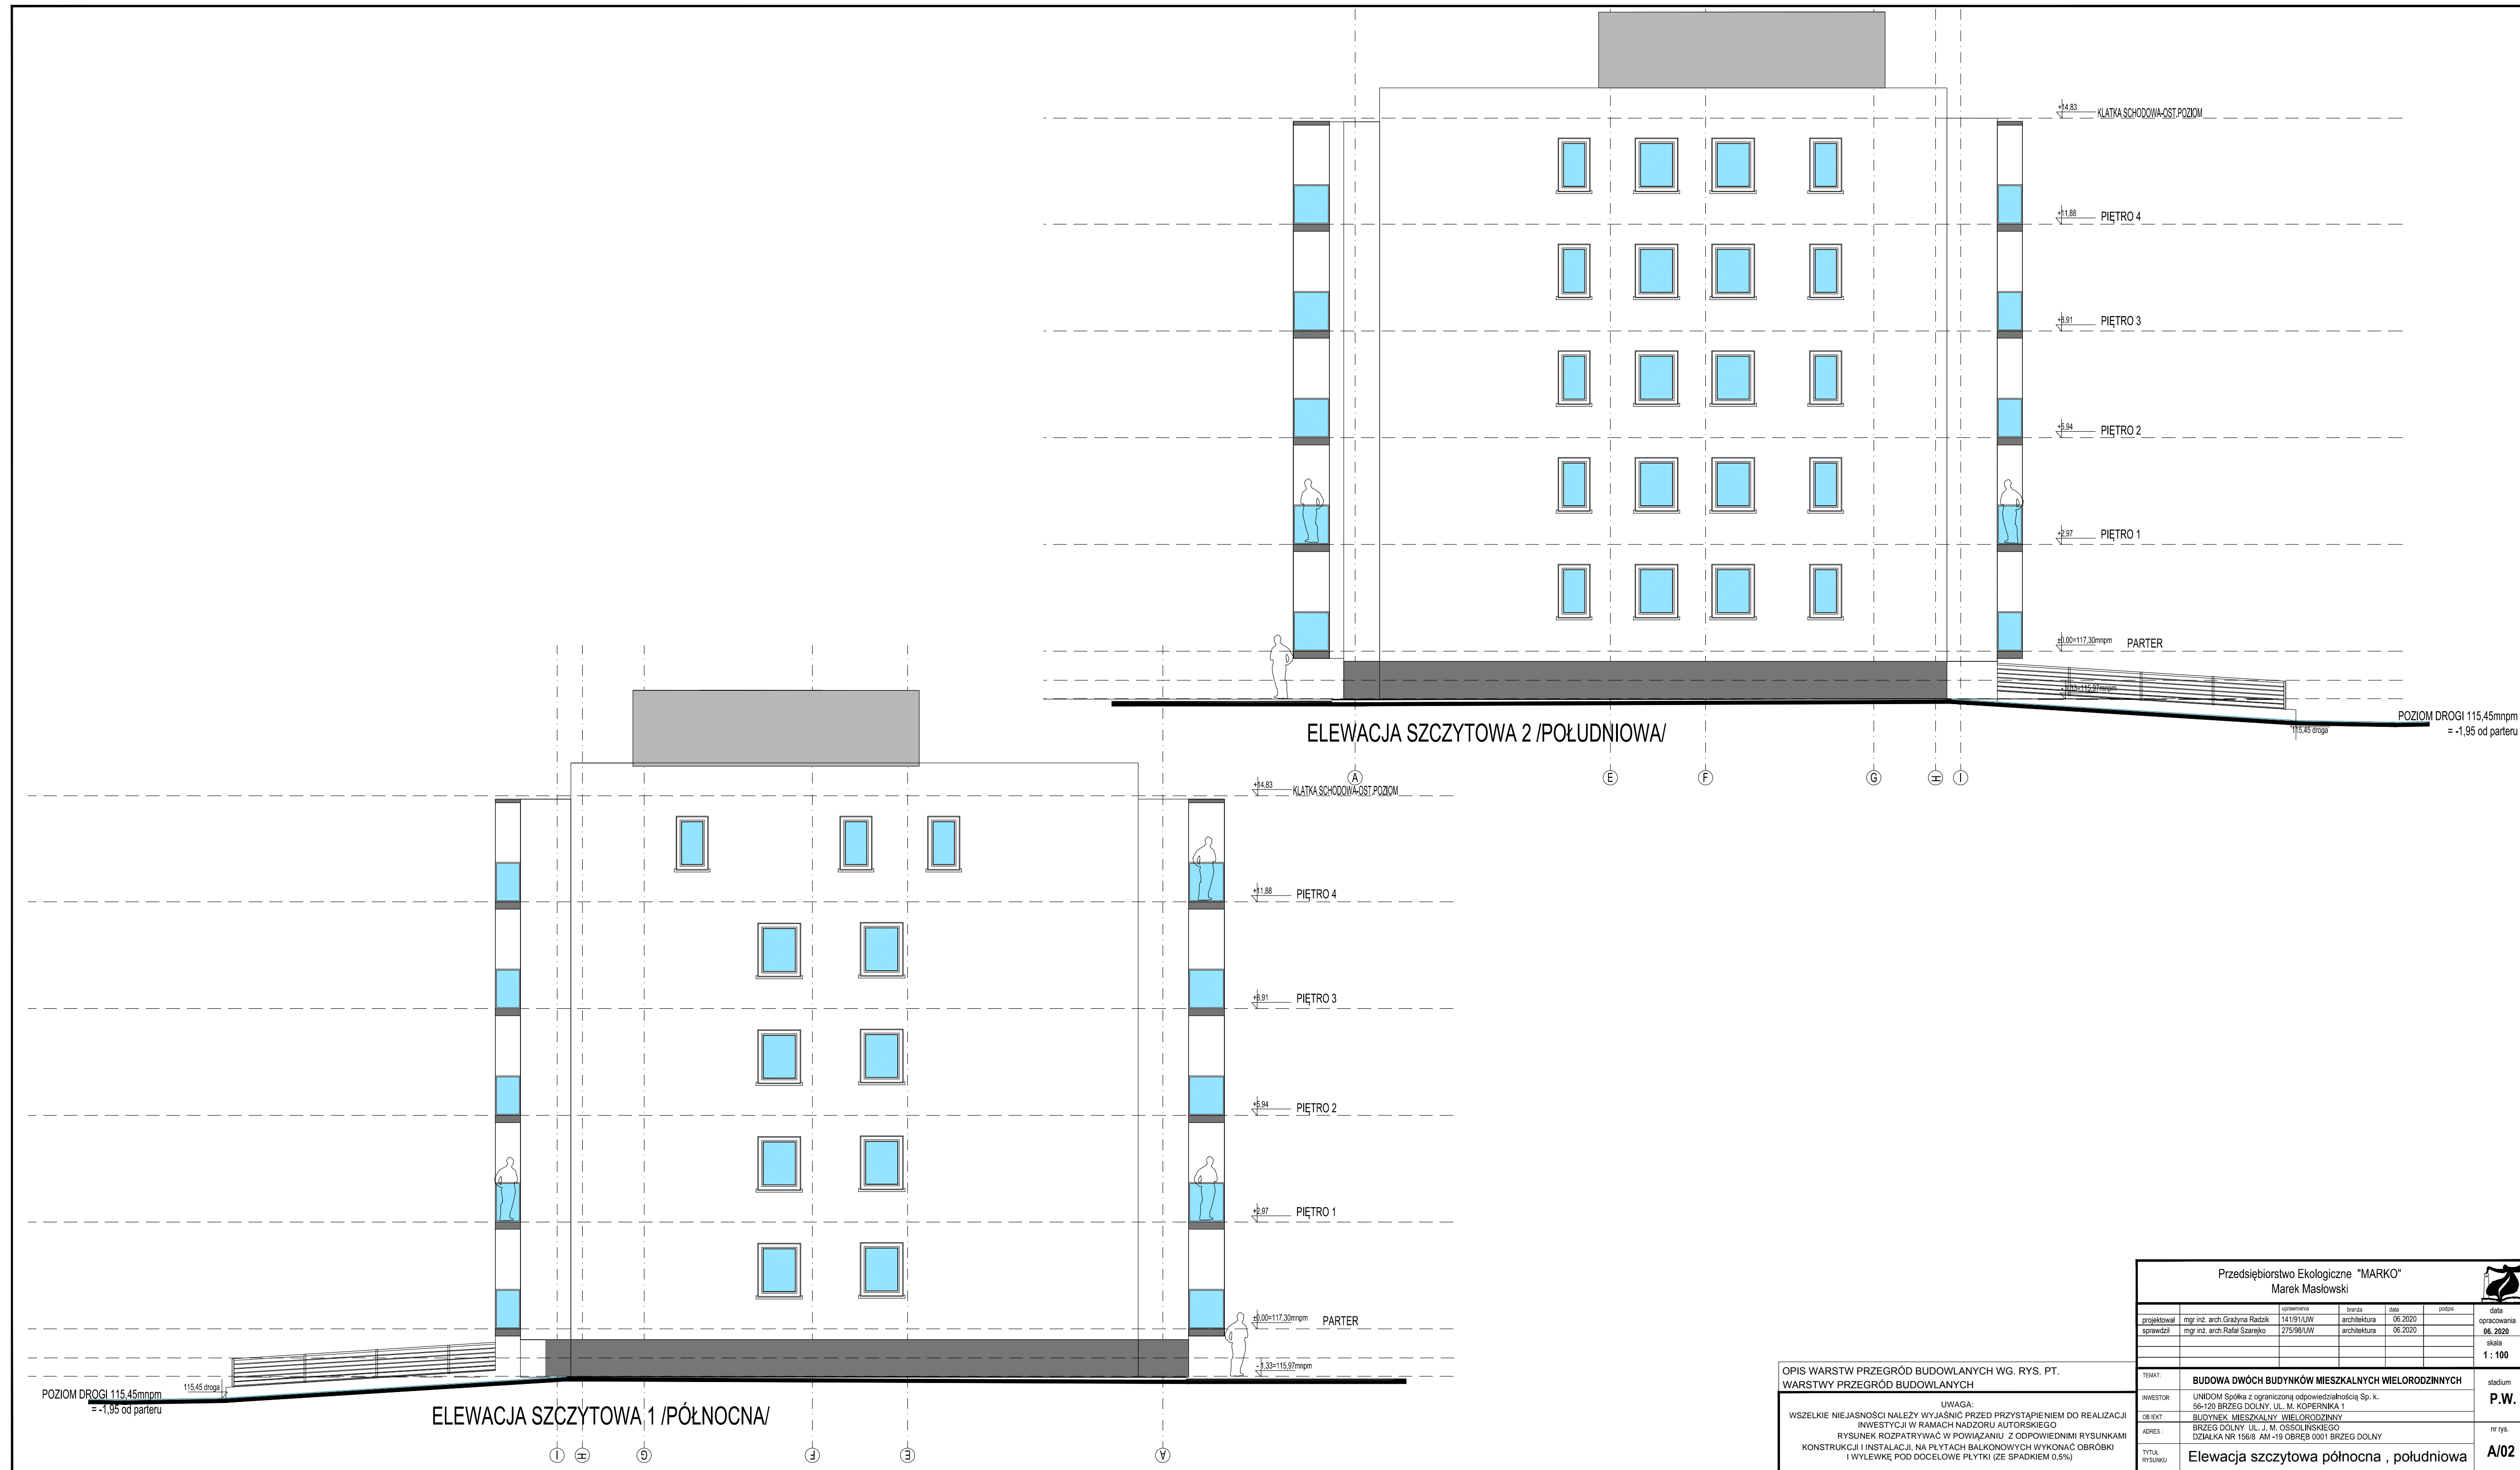 +14,83 KLATKA SCHODOWA-OST.POZIOM
+11,88 PIĘTRO 4
+8,91 PIĘTRO 3
+5,94 PIĘTRO 2
+2,97 PIĘTRO 1
±0,00=117,30mnpm PARTER
- 1,33=115,97mnpm
POZIOM DROGI 115,45mnpm
= -1,95 od parteru
115,45 droga
ELEWACJA SZCZYTOWA 2 /POŁUDNIOWA/
A E F G H I
+14,83 KLATKA SCHODOWA-OST.POZIOM
+11,88 PIĘTRO 4
+8,91 PIĘTRO 3
+5,94 PIĘTRO 2
+2,97 PIĘTRO 1
±0,00=117,30mnpm PARTER
- 1,33=115,97mnpm
115,45 droga
POZIOM DROGI 115,45mnpm
= -1,95 od parteru
ELEWACJA SZCZYTOWA 1 /PÓŁNOCNA/
I H G F E A
OPIS WARSTW PRZEGRÓD BUDOWLANYCH WG. RYS. PT.
WARSTWY PRZEGRÓD BUDOWLANYCH
UWAGA:
WSZELKIE NIEJASNOŚCI NALEŻY WYJAŚNIĆ PRZED PRZYSTĄPIENIEM DO REALIZACJI
INWESTYCJI W RAMACH NADZORU AUTORSKIEGO
RYSUNEK ROZPATRYWAĆ W POWIĄZANIU Z ODPOWIEDNIMI RYSUNKAMI
KONSTRUKCJI I INSTALACJI, NA PŁYTACH BALKONOWYCH WYKONAĆ OBRÓBKI
I WYLEWKĘ POD DOCELOWE PŁYTKI (ZE SPADKIEM 0,5%)
Przedsiębiorstwo Ekologiczne "MARKO"
Marek Masłowski
uprawnienia branża data podpis
projektował mgr inż. arch.Grażyna Radzik 141/91/UW architektura 06.2020
sprawdził mgr inż. arch.Rafał Szarejko 275/98/UW architektura 06.2020
data
opracowania
06. 2020
skala
1 : 100
TEMAT: BUDOWA DWÓCH BUDYNKÓW MIESZKALNYCH WIELORODZINNYCH
INWESTOR: UNIDOM Spółka z ograniczoną odpowiedzialnością Sp. k.
56-120 BRZEG DOLNY, UL. M. KOPERNIKA 1
stadium
P.W.
OB IEKT : BUDYNEK MIESZKALNY WIELORODZINNY
ADRES : BRZEG DOLNY UL. J. M. OSSOLIŃSKIEGO
DZIAŁKA NR 156/8 AM -19 OBRĘB 0001 BRZEG DOLNY
TYTUŁ
RYSUNKU Elewacja szczytowa północna , południowa
nr rys.
A/02